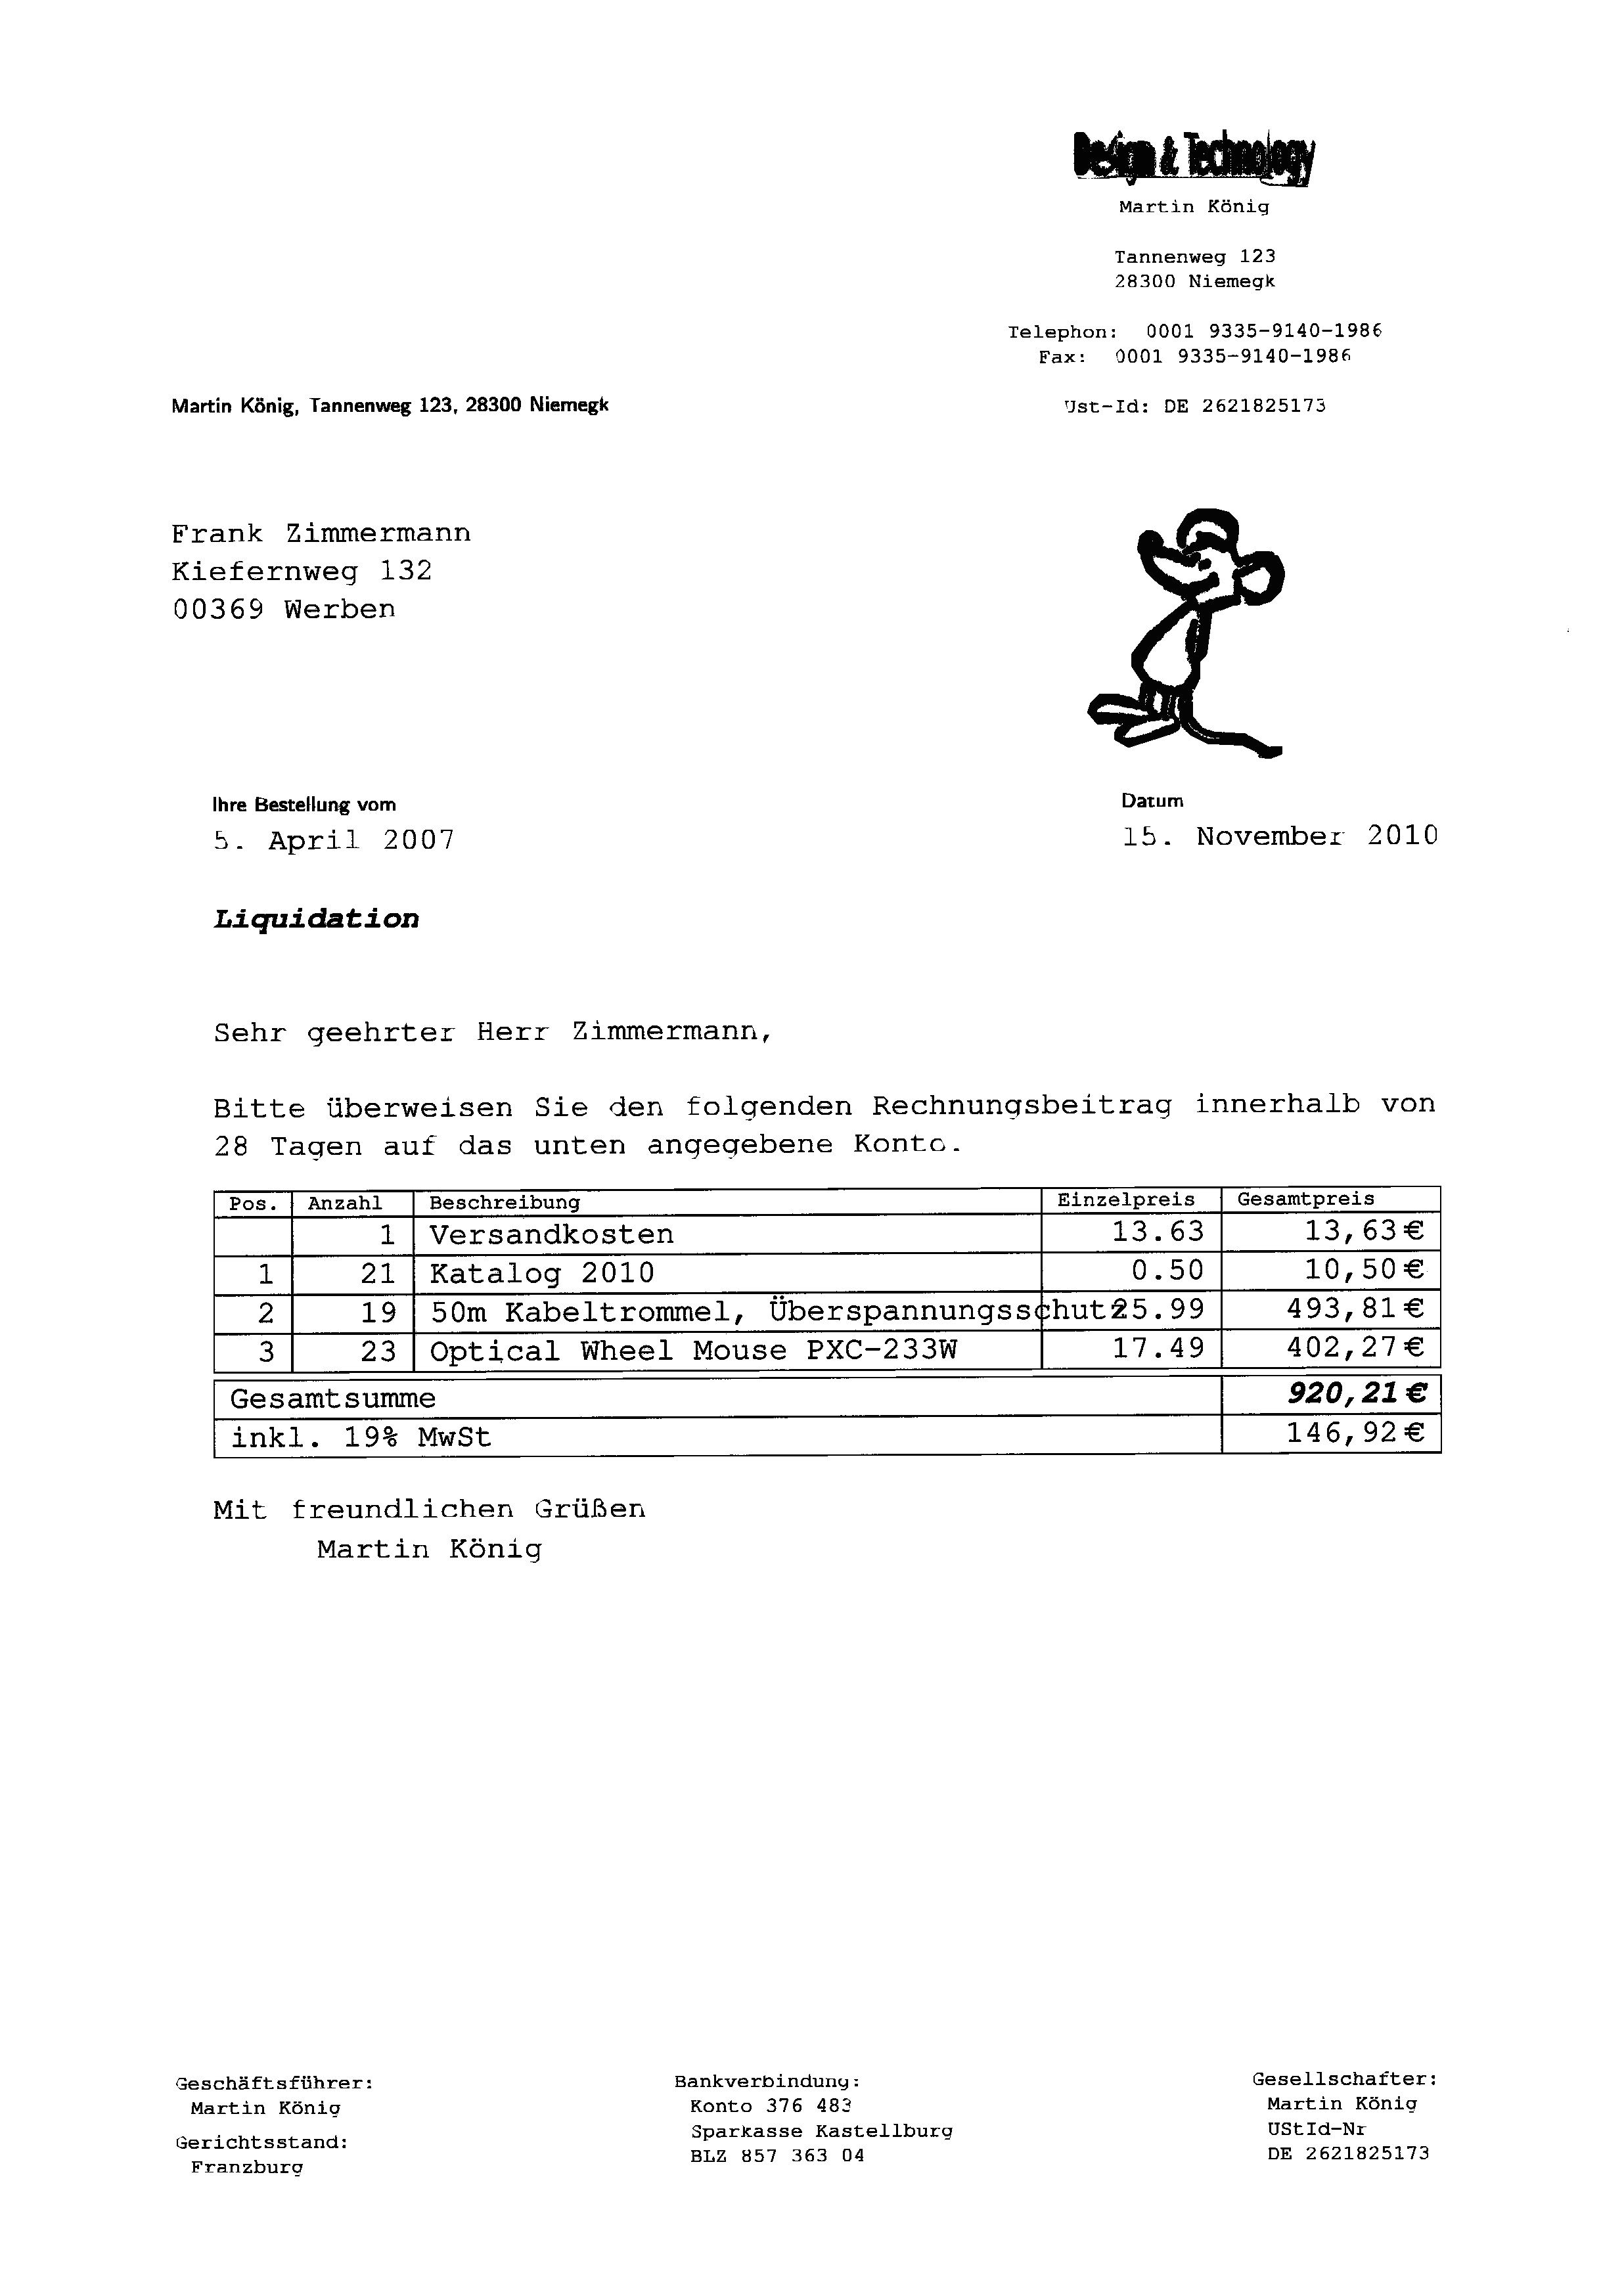 Design & Technology
Martin König
Tannenweg 123
28300 Niemegk
Telephon: 0001 9335-9140-1986
Fax: 0001 9335-9140-1986
Ust-Id: DE 2621825173
Martin König, Tannenweg 123, 28300 Niemegk
Frank Zimmermann
Kiefernweg 132
00369 Werben
Ihre Bestellung vom
5. April 2007
Datum
15. November 2010
Liquidation
Sehr geehrter Herr Zimmermann,
Bitte überweisen Sie den folgenden Rechnungsbeitrag innerhalb von
28 Tagen auf das unten angegebene Konto.
Pos. Anzahl Beschreibung Einzelpreis Gesamtpreis
1 Versandkosten 13.63 13,63€
1 21 Katalog 2010 0.50 10,50€
2 19 50m Kabeltrommel, Überspannungsschutz 25.99 493,81€
3 23 Optical Wheel Mouse PXC-233W 17.49 402,27€
Gesamtsumme 920,21€
inkl. 19% MwSt 146,92€
Mit freundlichen Grüßen
Martin König
Geschäftsführer:
Martin König
Gerichtsstand:
Franzburg
Bankverbindung:
Konto 376 483
Sparkasse Kastellburg
BLZ 857 363 04
Gesellschafter:
Martin König
UStId-Nr
DE 2621825173